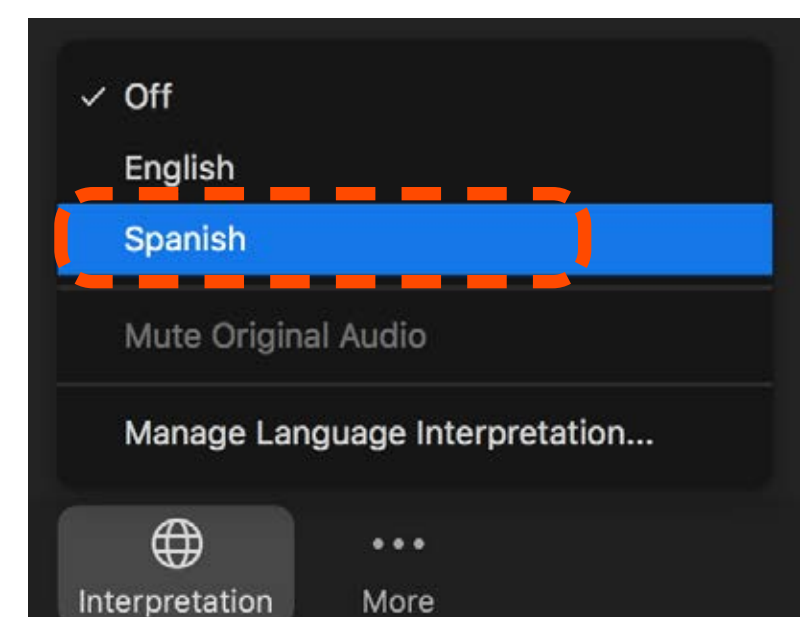 Off
English
Spanish
Mute Original Audio
Manage Language Interpretation...
Interpretation
More